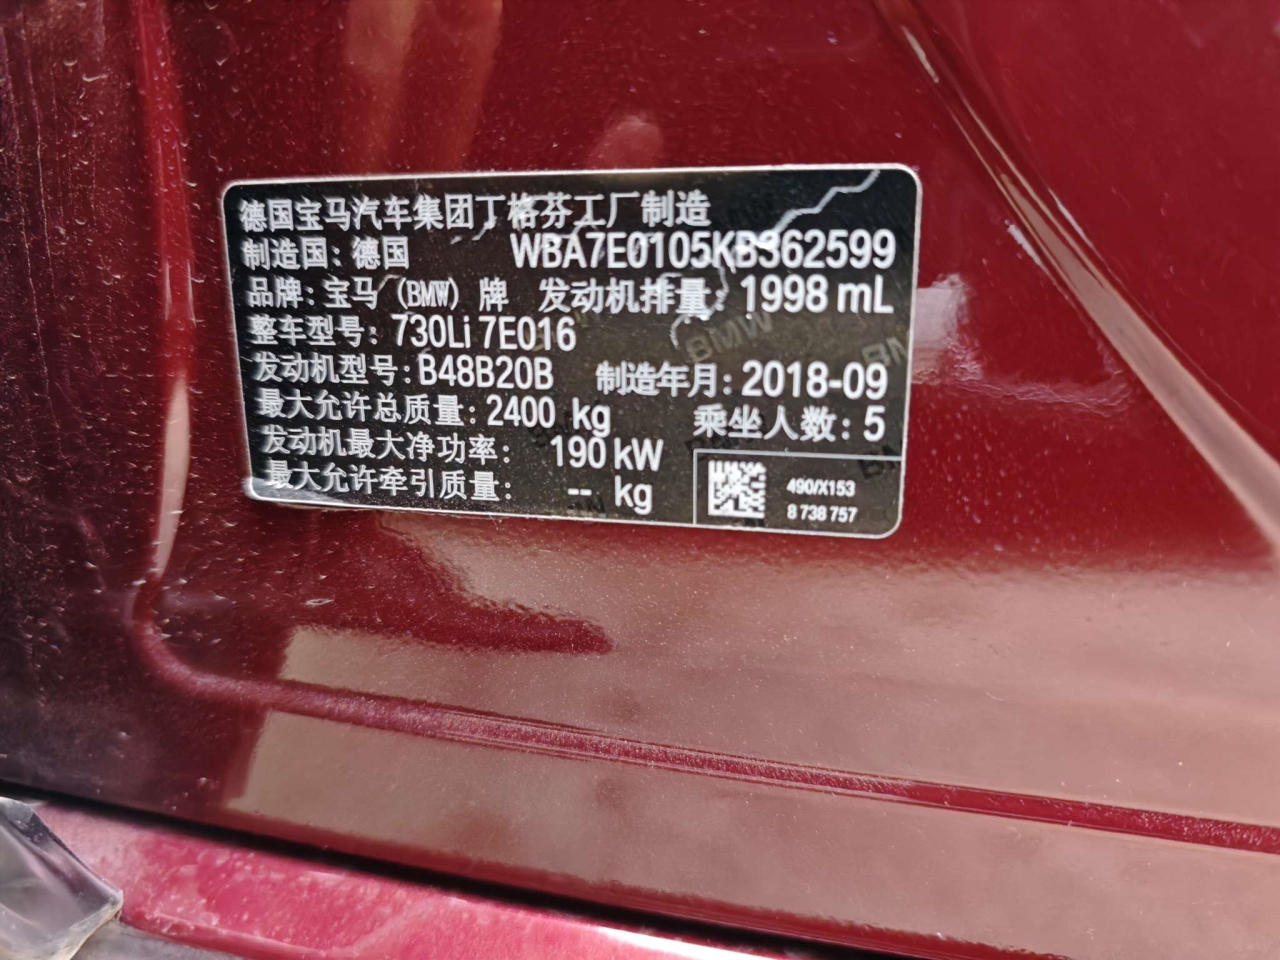 德国宝马汽车集团丁格芬工厂制造
制造国：德国 WBA7E0105KB362599
品牌：宝马（BMW）牌 发动机排量：1998 mL
整车型号：730Li 7E016
发动机型号：B48B20B 制造年月：2018-09
最大允许总质量：2400 kg 乘坐人数：5
发动机最大净功率： 190 kW
最大允许牵引质量： -- kg
490/X153
8 738 757